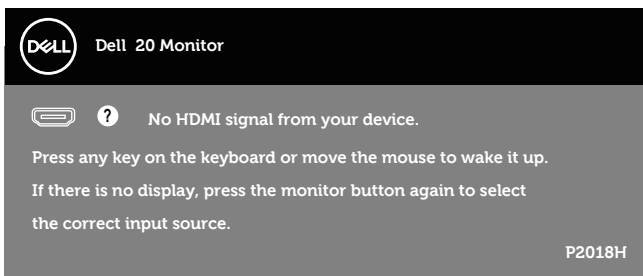 DELL
Dell 20 Monitor
? No HDMI signal from your device.
Press any key on the keyboard or move the mouse to wake it up.
If there is no display, press the monitor button again to select
the correct input source.
P2018H